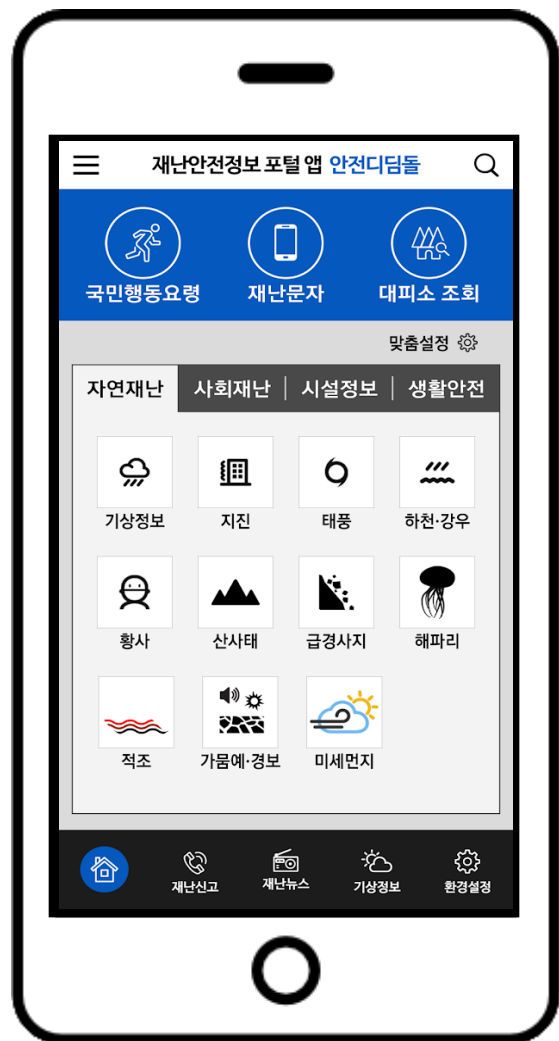 재난안전정보 포털 앱 안전디딤돌
국민행동요령 재난문자 대피소 조회
맞춤설정
자연재난 사회재난 시설정보 생활안전
기상정보 지진 태풍 하천·강우
황사 산사태 급경사지 해파리
적조 가뭄예·경보 미세먼지
재난신고 재난뉴스 기상정보 환경설정